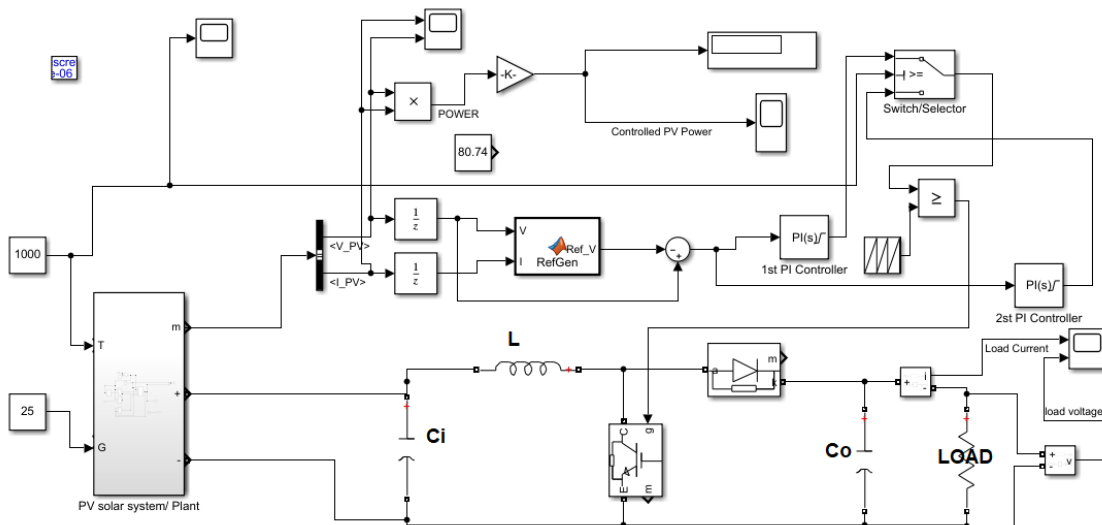 scre
e-06
-K-
×
POWER
Controlled PV Power
>=
Switch/Selector
80.74
≥
<V_PV>
1
z
V
I
Ref_V
RefGen
-
+
PI(s)
1st PI Controller
1000
<I_PV>
1
z
PI(s)
2st PI Controller
m
T
+
G
-
25
PV solar system/ Plant
L
+
a
m
k
Load Current
+
i
-
load voltage
+
Ci
C
g
E
m
+
Co
+
LOAD
+
-
v